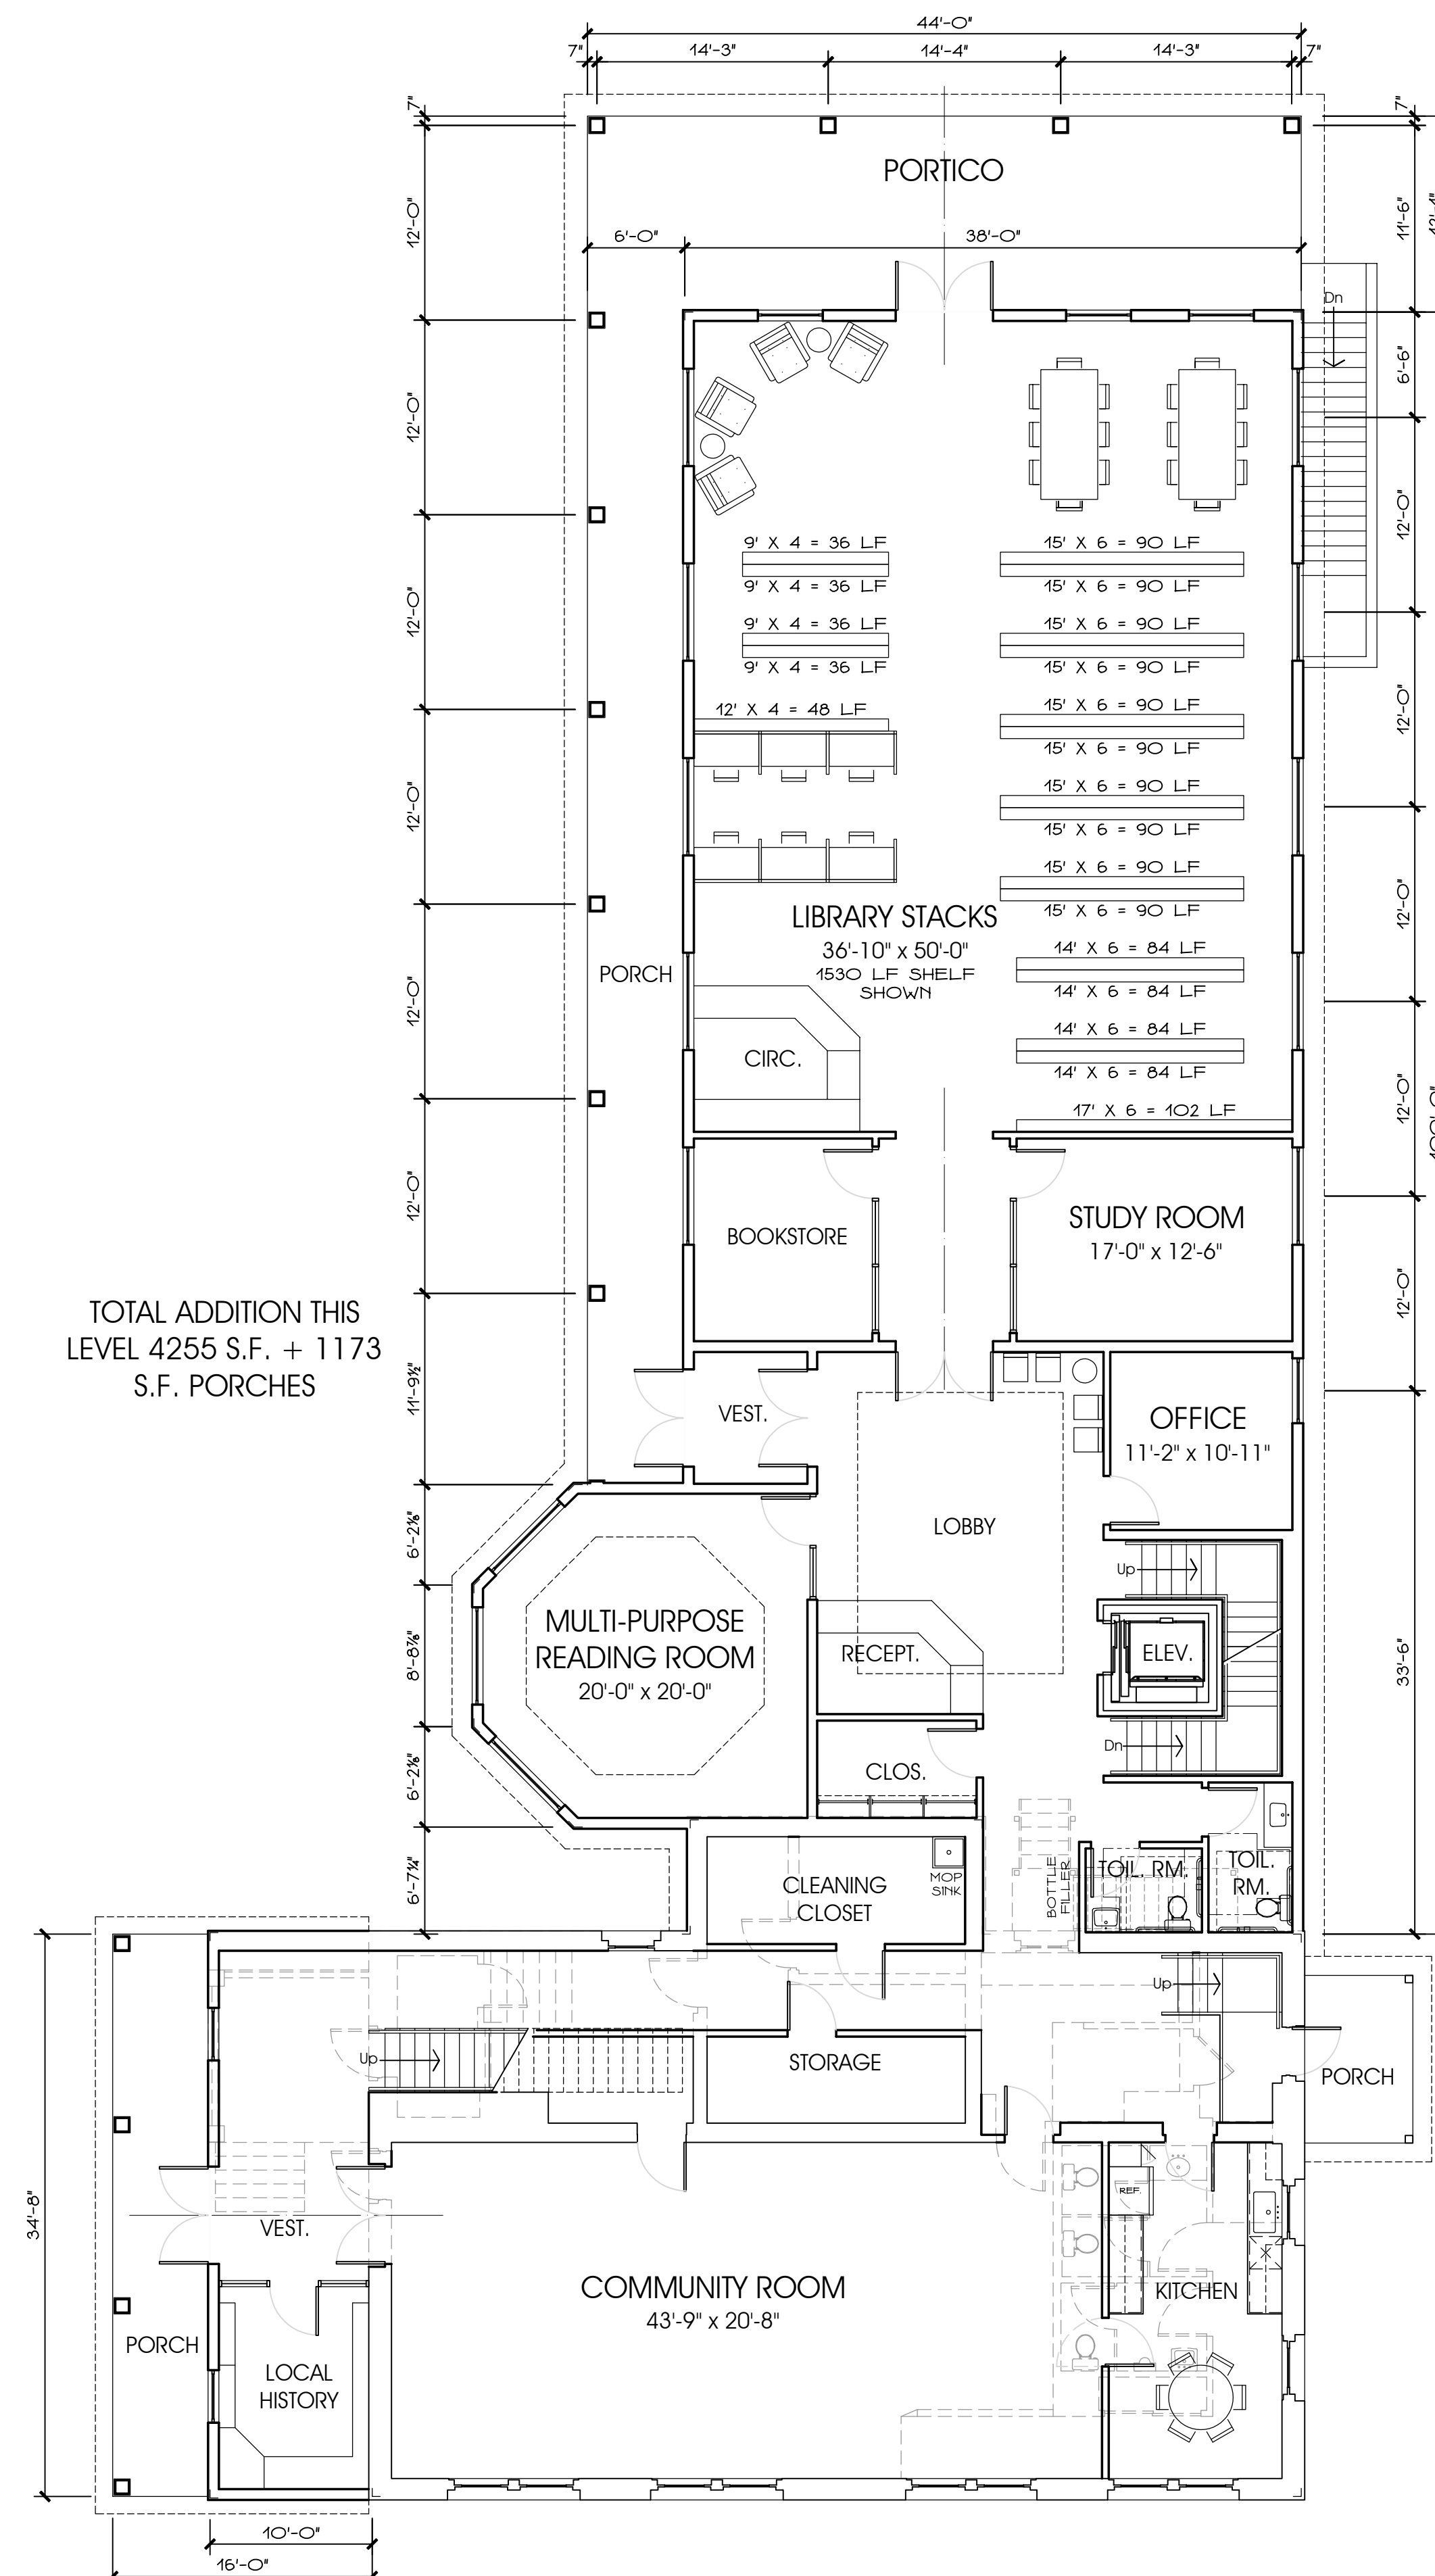 44'-0"
7" 14'-3" 14'-4" 14'-3" 7"
7"
7"
PORTICO
12'-0"
11'-6"
6'-0"
38'-0"
Dn
6'-6"
12'-0"
12'-0"
9' X 4 = 36 LF
15' X 6 = 90 LF
9' X 4 = 36 LF
15' X 6 = 90 LF
12'-0"
9' X 4 = 36 LF
15' X 6 = 90 LF
9' X 4 = 36 LF
15' X 6 = 90 LF
12' X 4 = 48 LF
15' X 6 = 90 LF
12'-0"
15' X 6 = 90 LF
12'-0"
15' X 6 = 90 LF
15' X 6 = 90 LF
15' X 6 = 90 LF
12'-0"
15' X 6 = 90 LF
LIBRARY STACKS
36'-10" x 50'-0"
1530 LF SHELF
SHOWN
14' X 6 = 84 LF
14' X 6 = 84 LF
PORCH
12'-0"
14' X 6 = 84 LF
14' X 6 = 84 LF
CIRC.
12'-0"
17' X 6 = 102 LF
12'-0"
STUDY ROOM
17'-0" x 12'-6"
BOOKSTORE
12'-0"
TOTAL ADDITION THIS
LEVEL 4255 S.F. + 1173
S.F. PORCHES
11'-9½"
VEST.
OFFICE
11'-2" x 10'-11"
LOBBY
6'-2⅛"
Up
MULTI-PURPOSE
READING ROOM
20'-0" x 20'-0"
8'-8⅞"
RECEPT.
ELEV.
33'-6"
Dn
CLOS.
6'-2⅛"
6'-7¼"
CLEANING
CLOSET
MOP
SINK
BOTTLE
FILLER
TOIL. RM.
TOIL.
RM.
Up
Up
STORAGE
PORCH
34'-8"
REF.
VEST.
COMMUNITY ROOM
43'-9" x 20'-8"
KITCHEN
PORCH
LOCAL
HISTORY
10'-0"
16'-0"